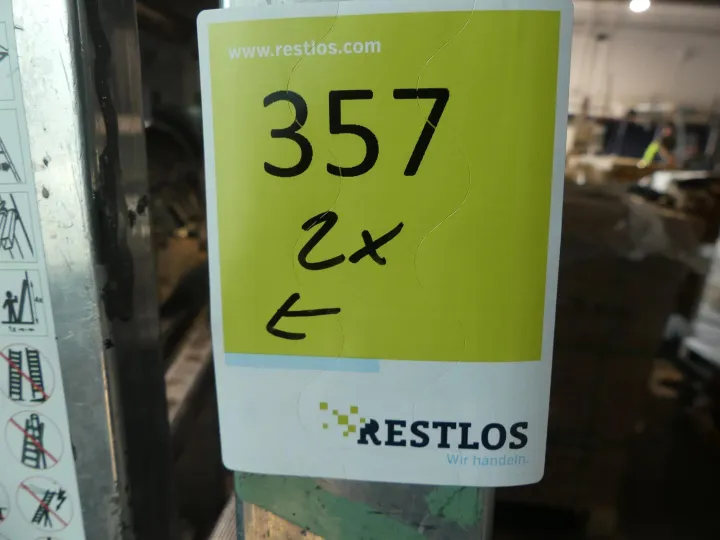 www.restlos.com
357
2x
←
RESTLOS
Wir handeln.